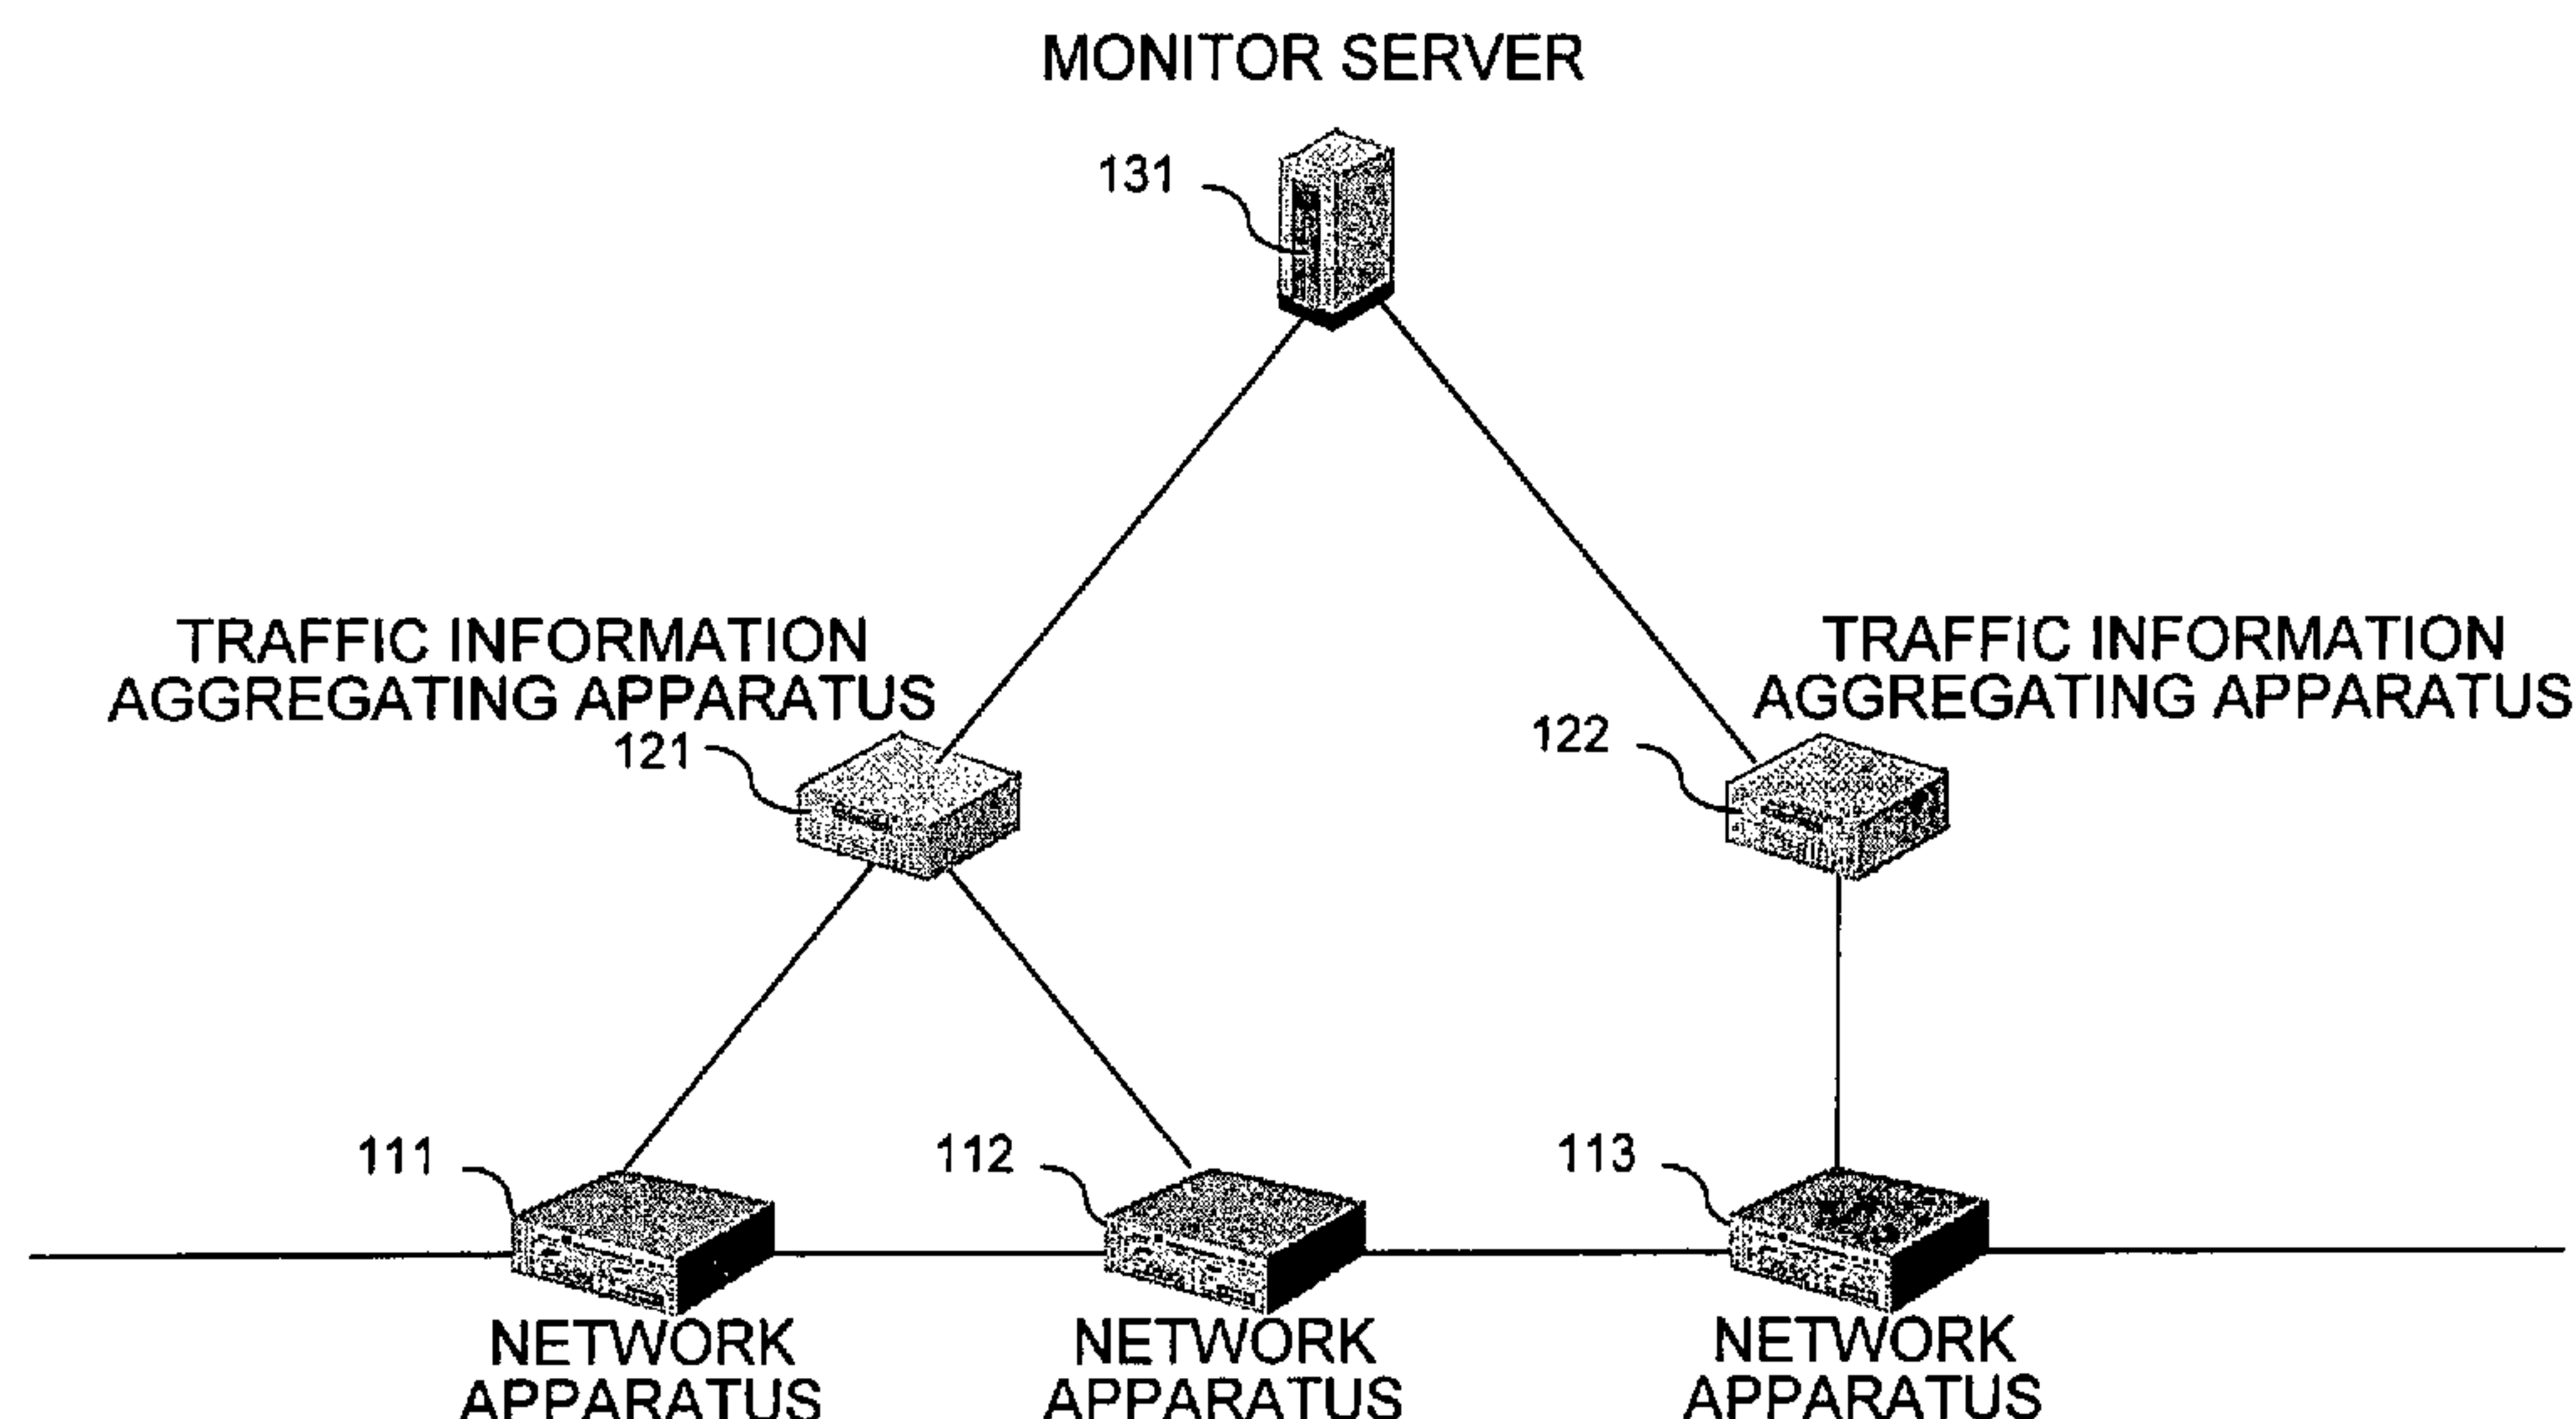 MONITOR SERVER
131
TRAFFIC INFORMATION
AGGREGATING APPARATUS
121
TRAFFIC INFORMATION
AGGREGATING APPARATUS
122
111
112
113
NETWORK
APPARATUS
NETWORK
APPARATUS
NETWORK
APPARATUS